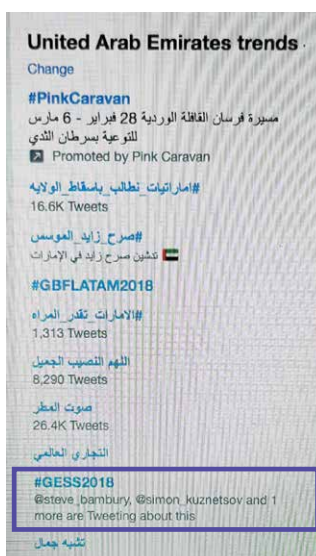 United Arab Emirates trends ·
Change
#PinkCaravan
مسيرة فرسان القافلة الوردية 28 فبراير - 6 مارس
للتوعية بسرطان الثدي
Promoted by Pink Caravan
#اماراتيات_نطالب_باسقاط_الولايه
16.6K Tweets
#صرح_زايد_المؤسس
تدشين صرح زايد في الإمارات
#GBFLATAM2018
#الامارات_تقدر_المراه
1,313 Tweets
اللهم النصيب الجميل
8,290 Tweets
صوت المطر
26.4K Tweets
التجاري العالمي
#GESS2018
@steve_bambury, @simon_kuznetsov and 1
more are Tweeting about this
تشبه جمال